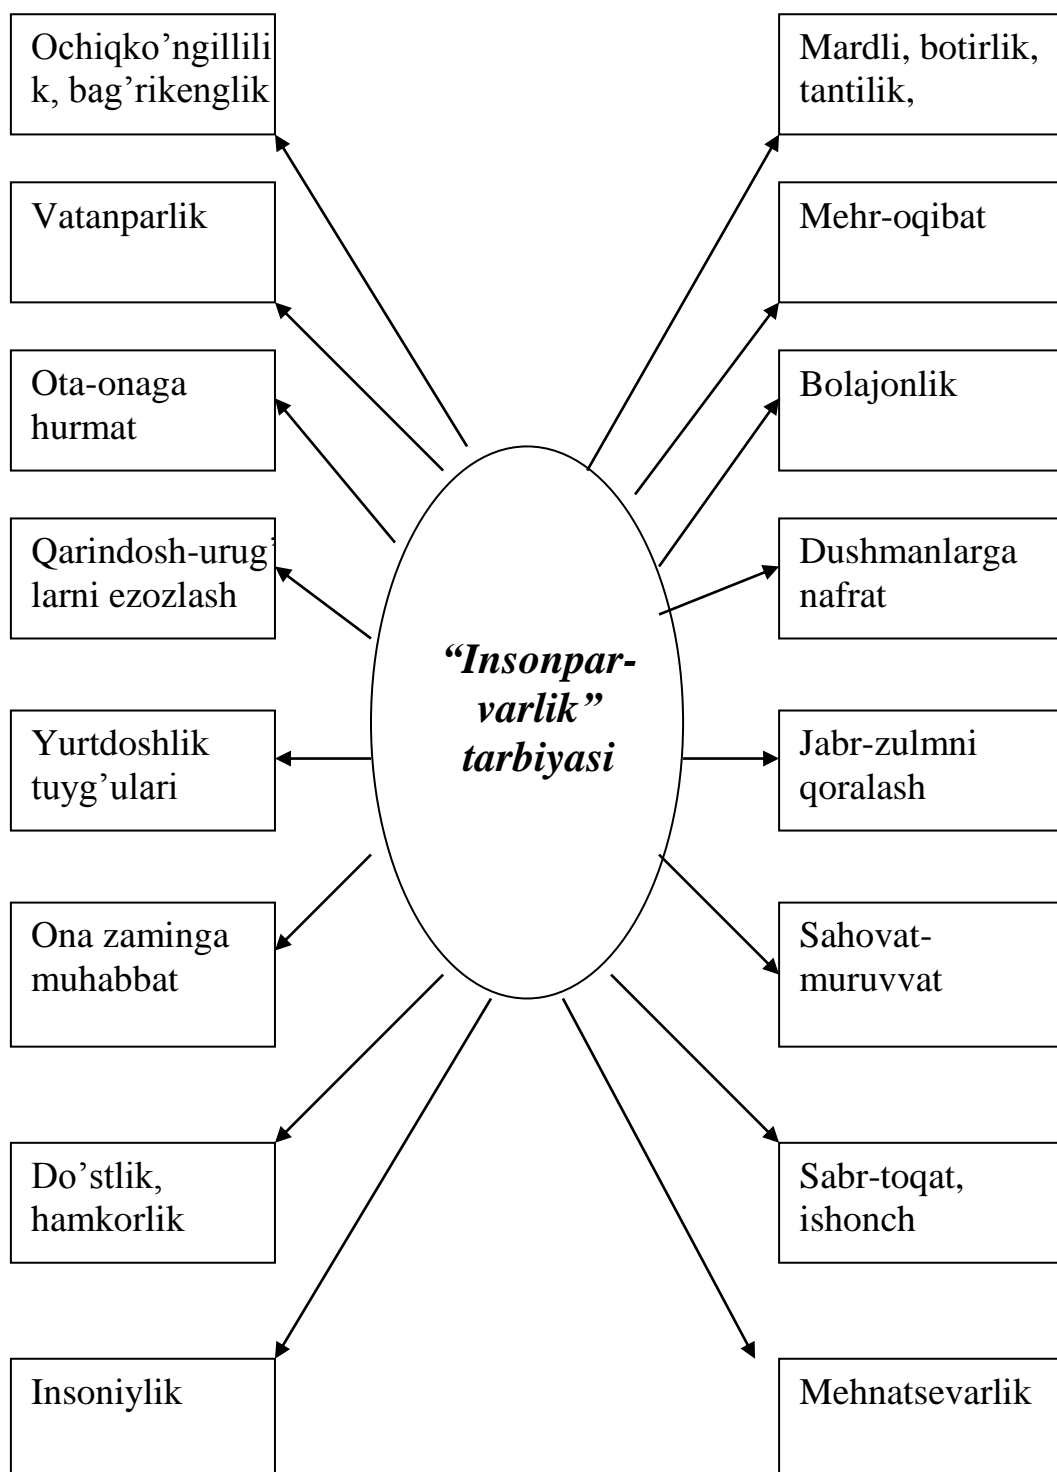 Ochiqko’ngillili
k, bag’rikenglik
Mardli, botirlik,
tantilik,
Vatanparlik
Mehr-oqibat
Ota-onaga
hurmat
Bolajonlik
Qarindosh-urug’
larni ezozlash
Dushmanlarga
nafrat
“Insonpar-
varlik”
tarbiyasi
Yurtdoshlik
tuyg’ulari
Jabr-zulmni
qoralash
Ona zaminga
muhabbat
Sahovat-
muruvvat
Do’stlik,
hamkorlik
Sabr-toqat,
ishonch
Insoniylik
Mehnatsevarlik